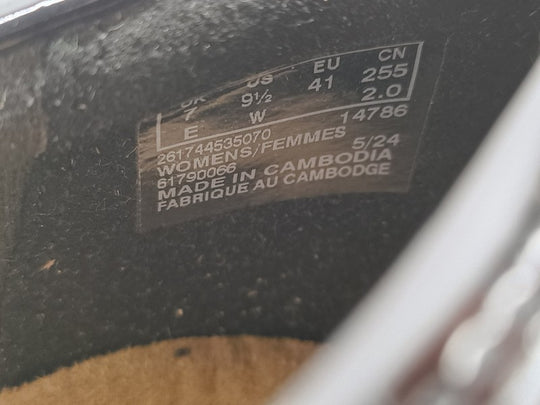 UK US EU CN
7 9½ 41 255
E W 2.0
14786
261744535070
WOMENS/FEMMES
61790066 5/24
MADE IN CAMBODIA
FABRIQUE AU CAMBODGE